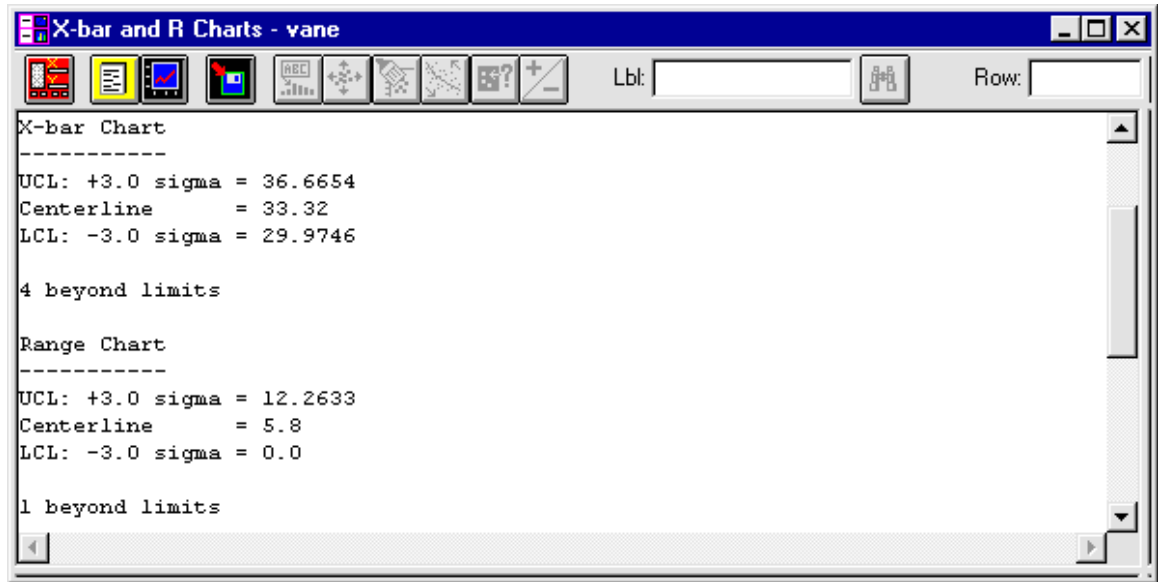 X-bar and R Charts - vane
ABC
?
+
−
Lbl:
Row:
X-bar Chart
-----------
UCL: +3.0 sigma = 36.6654
Centerline      = 33.32
LCL: -3.0 sigma = 29.9746
4 beyond limits
Range Chart
-----------
UCL: +3.0 sigma = 12.2633
Centerline      = 5.8
LCL: -3.0 sigma = 0.0
1 beyond limits